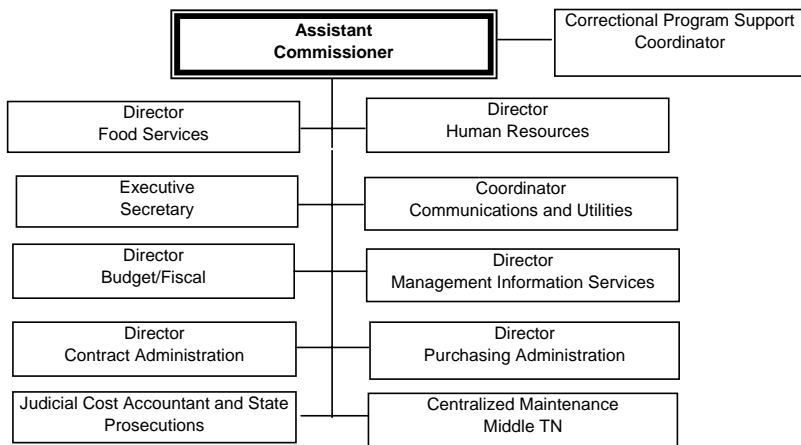 Assistant
Commissioner
Correctional Program Support
Coordinator
Director
Food Services
Director
Human Resources
Executive
Secretary
Coordinator
Communications and Utilities
Director
Budget/Fiscal
Director
Management Information Services
Director
Contract Administration
Director
Purchasing Administration
Judicial Cost Accountant and State
Prosecutions
Centralized Maintenance
Middle TN